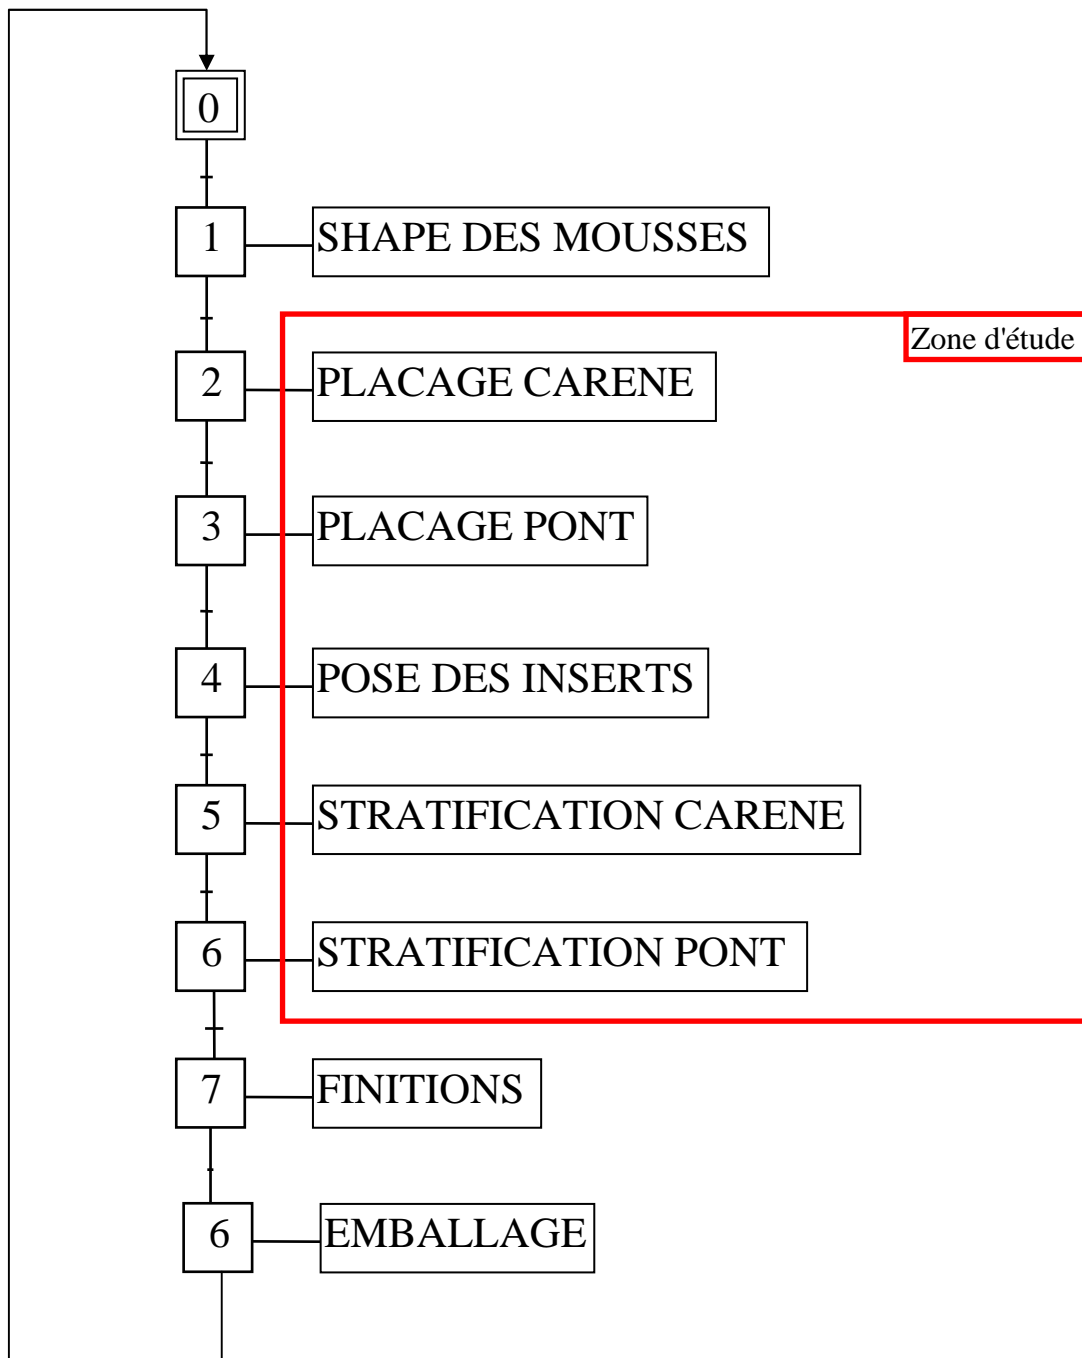 0
1 SHAPE DES MOUSSES
Zone d'étude
2 PLACAGE CARENE
3 PLACAGE PONT
4 POSE DES INSERTS
5 STRATIFICATION CARENE
6 STRATIFICATION PONT
7 FINITIONS
6 EMBALLAGE